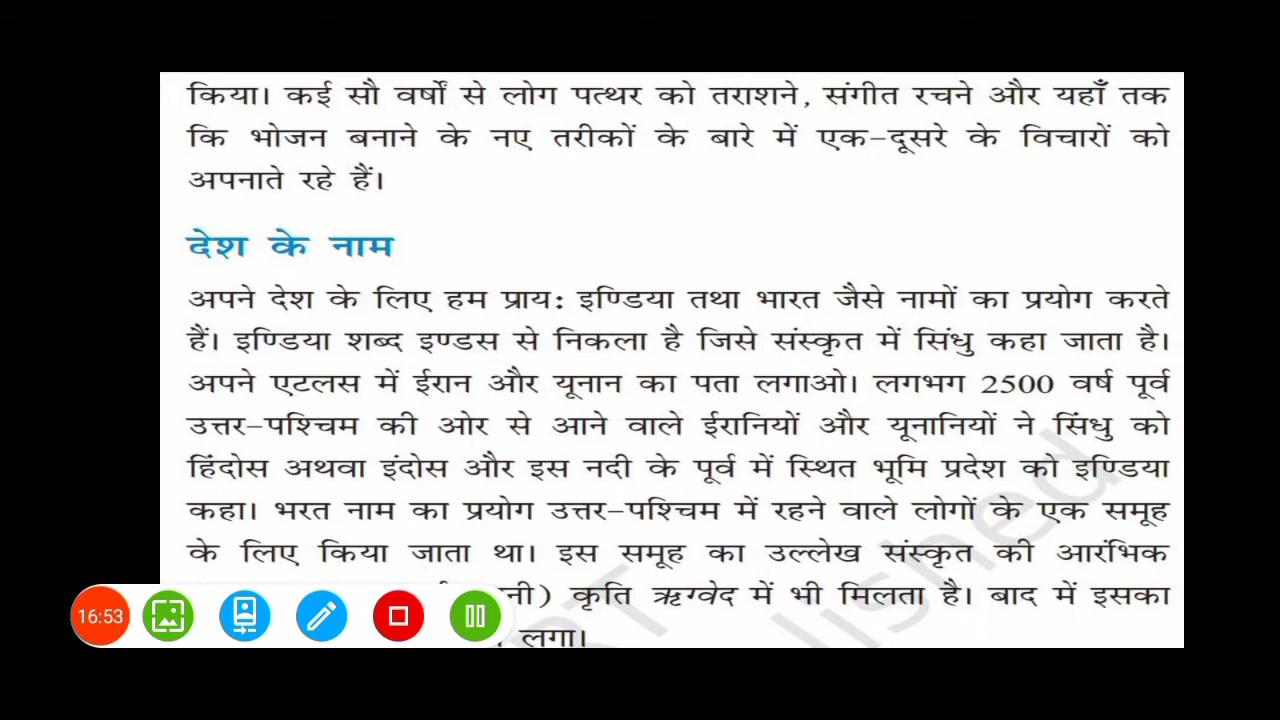 किया। कई सौ वर्षों से लोग पत्थर को तराशने, संगीत रचने और यहाँ तक
कि भोजन बनाने के नए तरीकों के बारे में एक-दूसरे के विचारों को
अपनाते रहे हैं।
देश के नाम
अपने देश के लिए हम प्राय: इण्डिया तथा भारत जैसे नामों का प्रयोग करते
हैं। इण्डिया शब्द इण्डस से निकला है जिसे संस्कृत में सिंधु कहा जाता है।
अपने एटलस में ईरान और यूनान का पता लगाओ। लगभग 2500 वर्ष पूर्व
उत्तर-पश्चिम की ओर से आने वाले ईरानियों और यूनानियों ने सिंधु को
हिंदोस अथवा इंदोस और इस नदी के पूर्व में स्थित भूमि प्रदेश को इण्डिया
कहा। भरत नाम का प्रयोग उत्तर-पश्चिम में रहने वाले लोगों के एक समूह
के लिए किया जाता था। इस समूह का उल्लेख संस्कृत की आरंभिक
कृति ऋग्वेद में भी मिलता है। बाद में इसका
लगा।
16:53